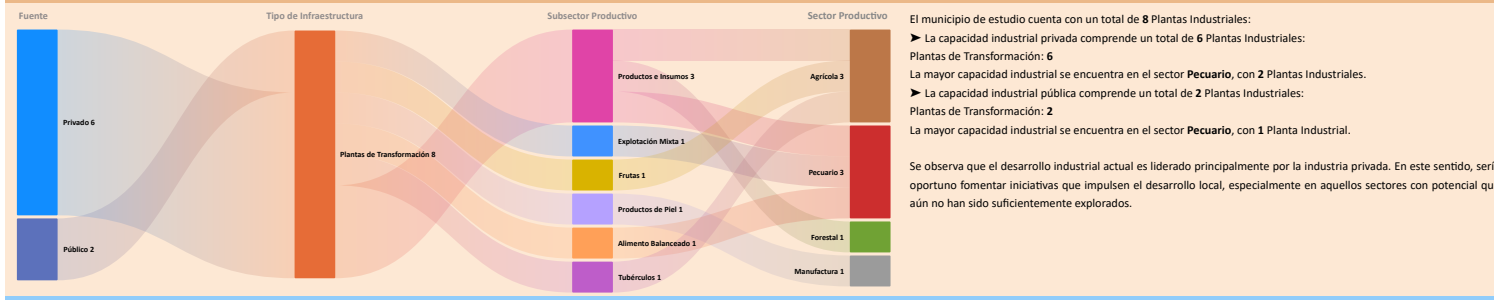 Fuente
Tipo de Infraestructura
Subsector Productivo
Sector Productivo
Privado 6
Público 2
Plantas de Transformación 8
Productos e Insumos 3
Explotación Mixta 1
Frutas 1
Productos de Piel 1
Alimento Balanceado 1
Tubérculos 1
Agrícola 3
Pecuario 3
Forestal 1
Manufactura 1
El municipio de estudio cuenta con un total de 8 Plantas Industriales:
➤ La capacidad industrial privada comprende un total de 6 Plantas Industriales:
Plantas de Transformación: 6
La mayor capacidad industrial se encuentra en el sector Pecuario, con 2 Plantas Industriales.
➤ La capacidad industrial pública comprende un total de 2 Plantas Industriales:
Plantas de Transformación: 2
La mayor capacidad industrial se encuentra en el sector Pecuario, con 1 Planta Industrial.
Se observa que el desarrollo industrial actual es liderado principalmente por la industria privada. En este sentido, serí
oportuno fomentar iniciativas que impulsen el desarrollo local, especialmente en aquellos sectores con potencial qu
aún no han sido suficientemente explorados.